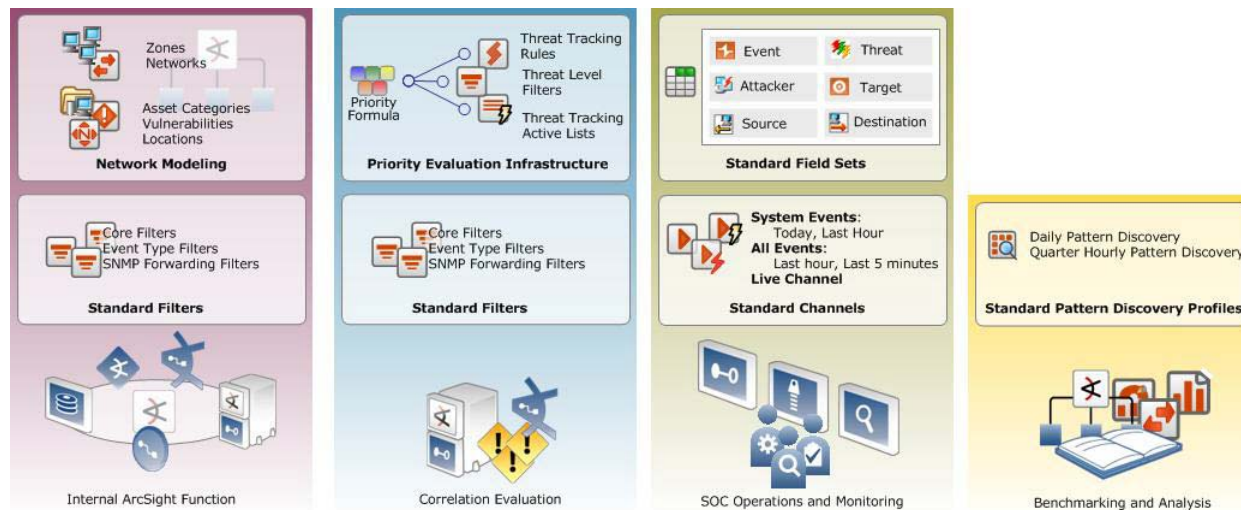 Zones
Networks
Asset Categories
Vulnerabilities
Locations
Network Modeling
Core Filters
Event Type Filters
SNMP Forwarding Filters
Standard Filters
Internal ArcSight Function
Priority
Formula
Threat Tracking
Rules
Threat Level
Filters
Threat Tracking
Active Lists
Priority Evaluation Infrastructure
Core Filters
Event Type Filters
SNMP Forwarding Filters
Standard Filters
Correlation Evaluation
Event
Threat
Attacker
Target
Source
Destination
Standard Field Sets
System Events:
Today, Last Hour
All Events:
Last hour, Last 5 minutes
Live Channel
Standard Channels
SOC Operations and Monitoring
Daily Pattern Discovery
Quarter Hourly Pattern Discovery
Standard Pattern Discovery Profiles
Benchmarking and Analysis